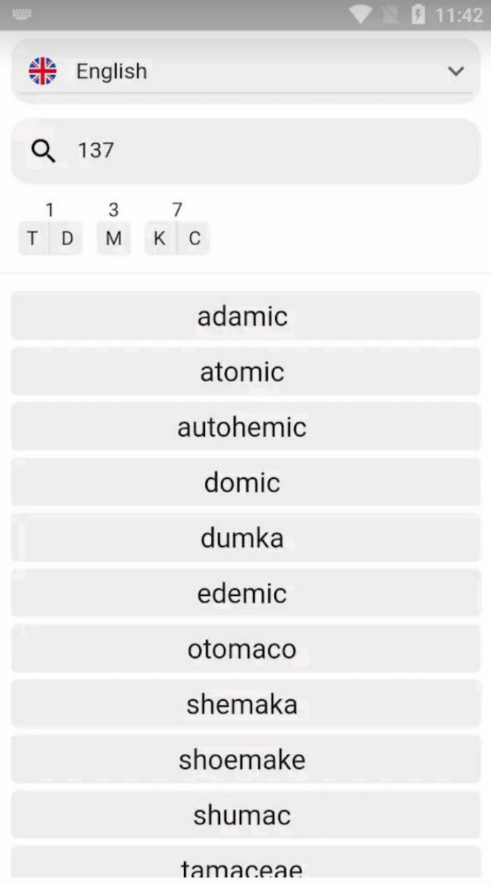 11:42
English
137
1 3 7
T D M K C
adamic
atomic
autohemic
domic
dumka
edemic
otomaco
shemaka
shoemake
shumac
tamaceae